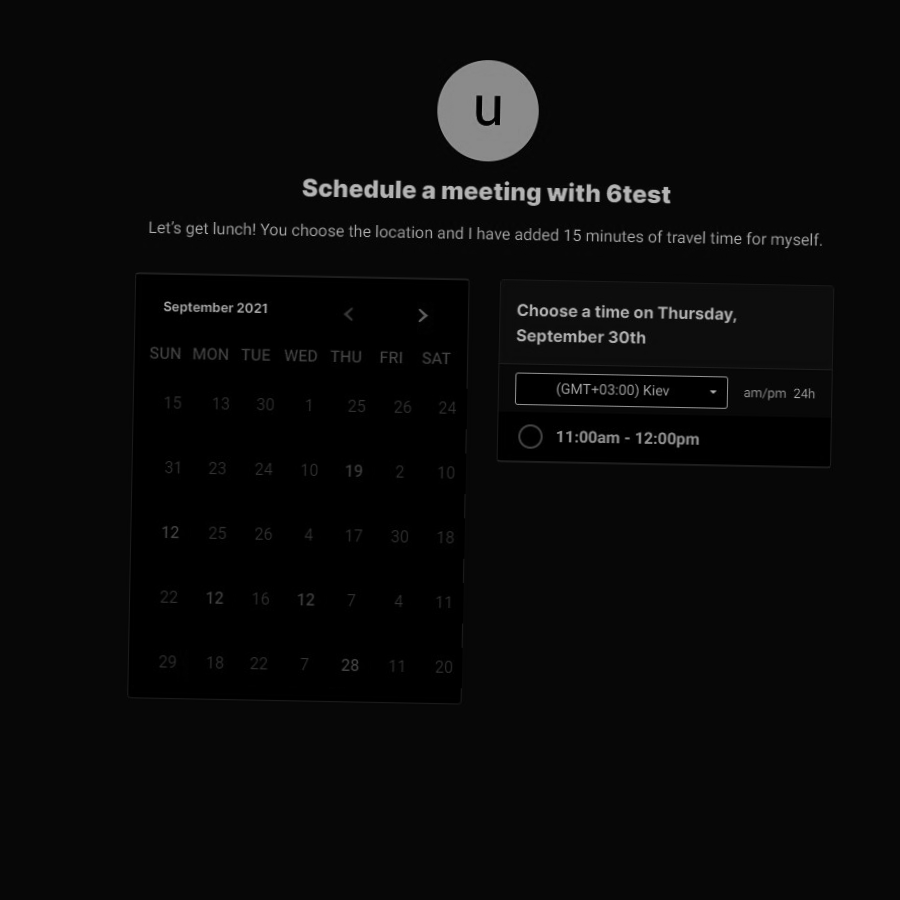 u
Schedule a meeting with 6test
Let's get lunch! You choose the location and I have added 15 minutes of travel time for myself.
September 2021
SUN MON TUE WED THU FRI SAT
15 13 30 1 25 26 24
31 23 24 10 19 2 10
12 25 26 4 17 30 18
22 12 16 12 7 4 11
29 18 22 7 28 11 20
Choose a time on Thursday,
September 30th
(GMT+03:00) Kiev
am/pm 24h
11:00am - 12:00pm